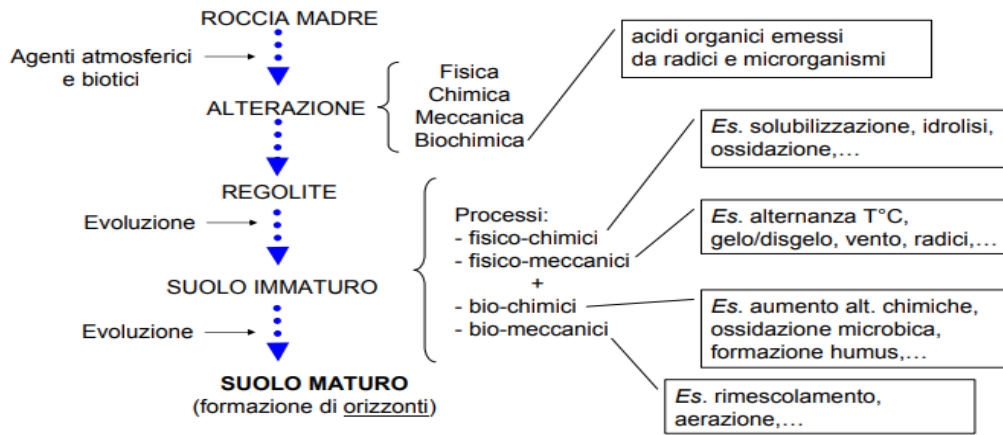 ROCCIA MADRE
Agenti atmosferici
e biotici
ALTERAZIONE
Fisica
Chimica
Meccanica
Biochimica
acidi organici emessi
da radici e microrganismi
REGOLITE
Evoluzione
SUOLO IMMATURO
Evoluzione
SUOLO MATURO
(formazione di orizzonti)
Processi:
- fisico-chimici
- fisico-meccanici
+
- bio-chimici
- bio-meccanici
Es. solubilizzazione, idrolisi,
ossidazione,…
Es. alternanza T°C,
gelo/disgelo, vento, radici,…
Es. aumento alt. chimiche,
ossidazione microbica,
formazione humus,…
Es. rimescolamento,
aerazione,…